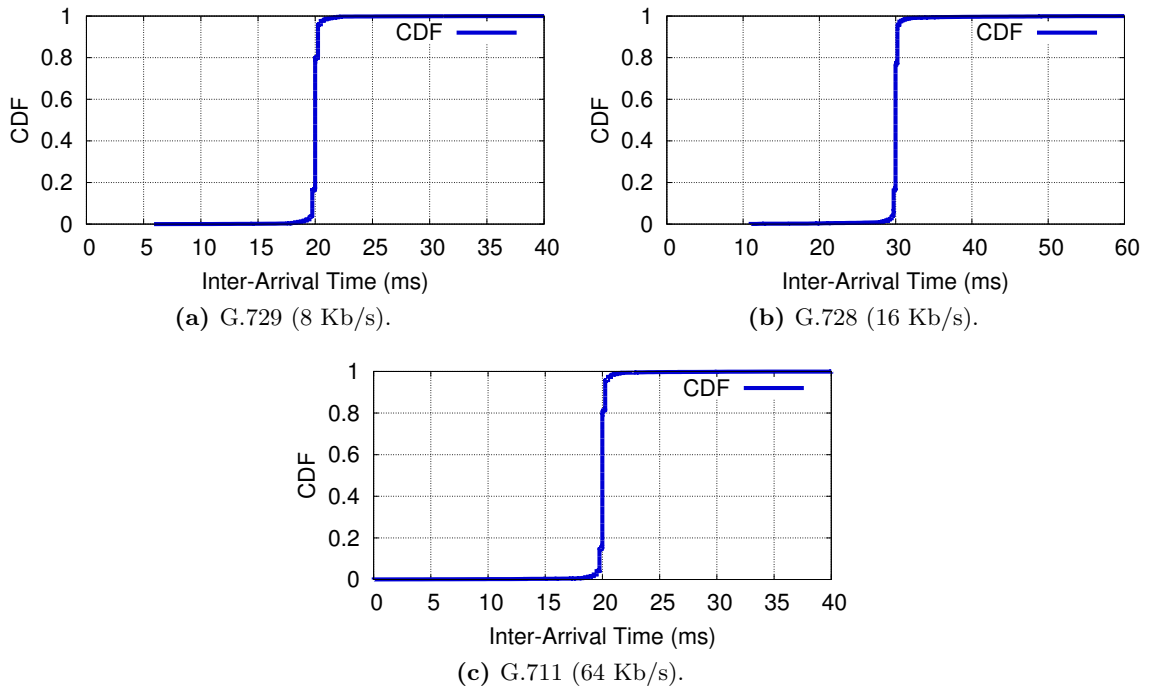 1
0.8
0.6
0.4
0.2
0
CDF
CDF
0 5 10 15 20 25 30 35 40
Inter-Arrival Time (ms)
(a) G.729 (8 Kb/s).
1
0.8
0.6
0.4
0.2
0
CDF
CDF
0 10 20 30 40 50 60
Inter-Arrival Time (ms)
(b) G.728 (16 Kb/s).
1
0.8
0.6
0.4
0.2
0
CDF
CDF
0 5 10 15 20 25 30 35 40
Inter-Arrival Time (ms)
(c) G.711 (64 Kb/s).